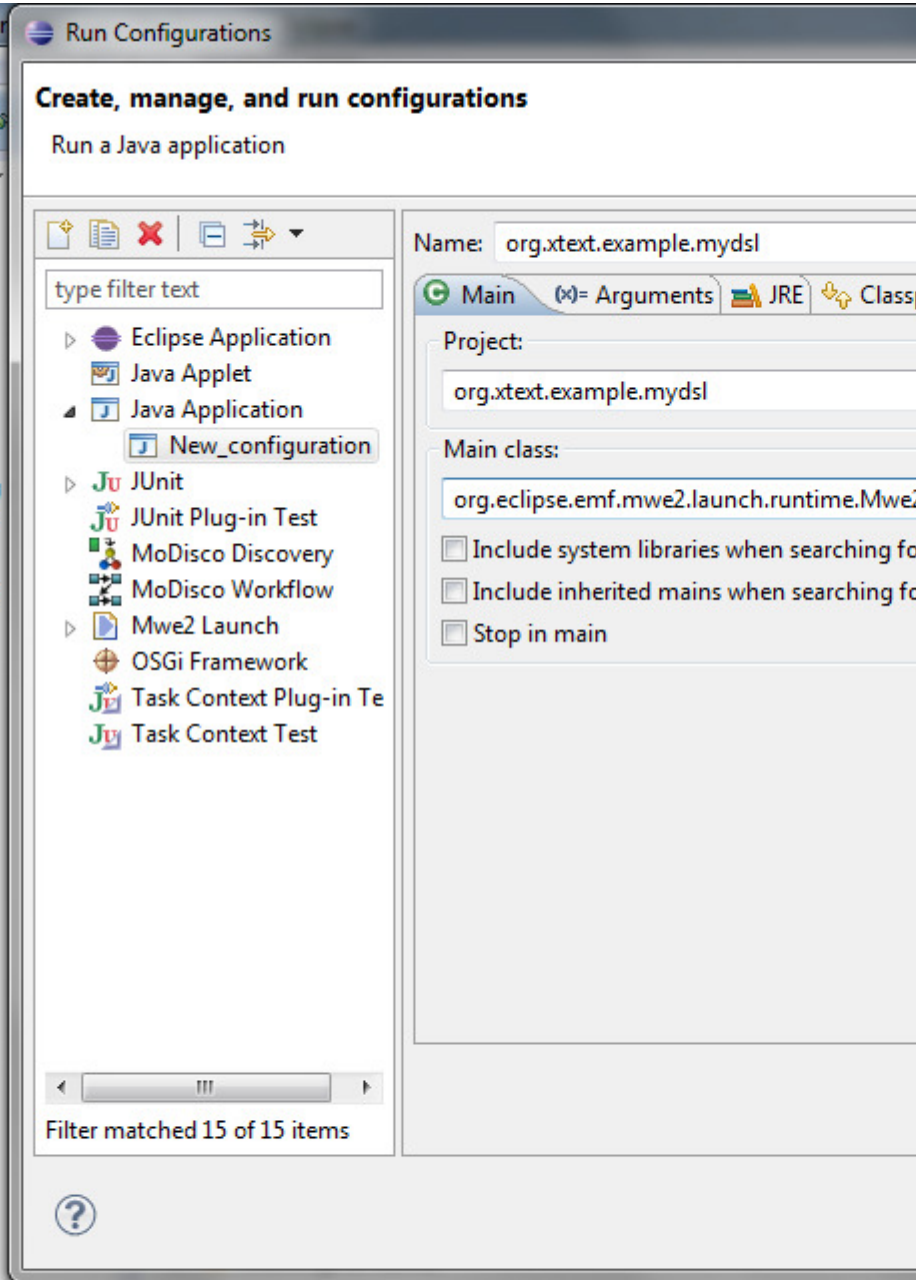 Run Configurations
Create, manage, and run configurations
Run a Java application
type filter text
Eclipse Application
Java Applet
Java Application
New_configuration
JUnit
JUnit Plug-in Test
MoDisco Discovery
MoDisco Workflow
Mwe2 Launch
OSGi Framework
Task Context Plug-in Te
Task Context Test
Filter matched 15 of 15 items
Name: org.xtext.example.mydsl
Main (x)= Arguments JRE Classp
Project:
org.xtext.example.mydsl
Main class:
org.eclipse.emf.mwe2.launch.runtime.Mwe2
Include system libraries when searching fo
Include inherited mains when searching fo
Stop in main